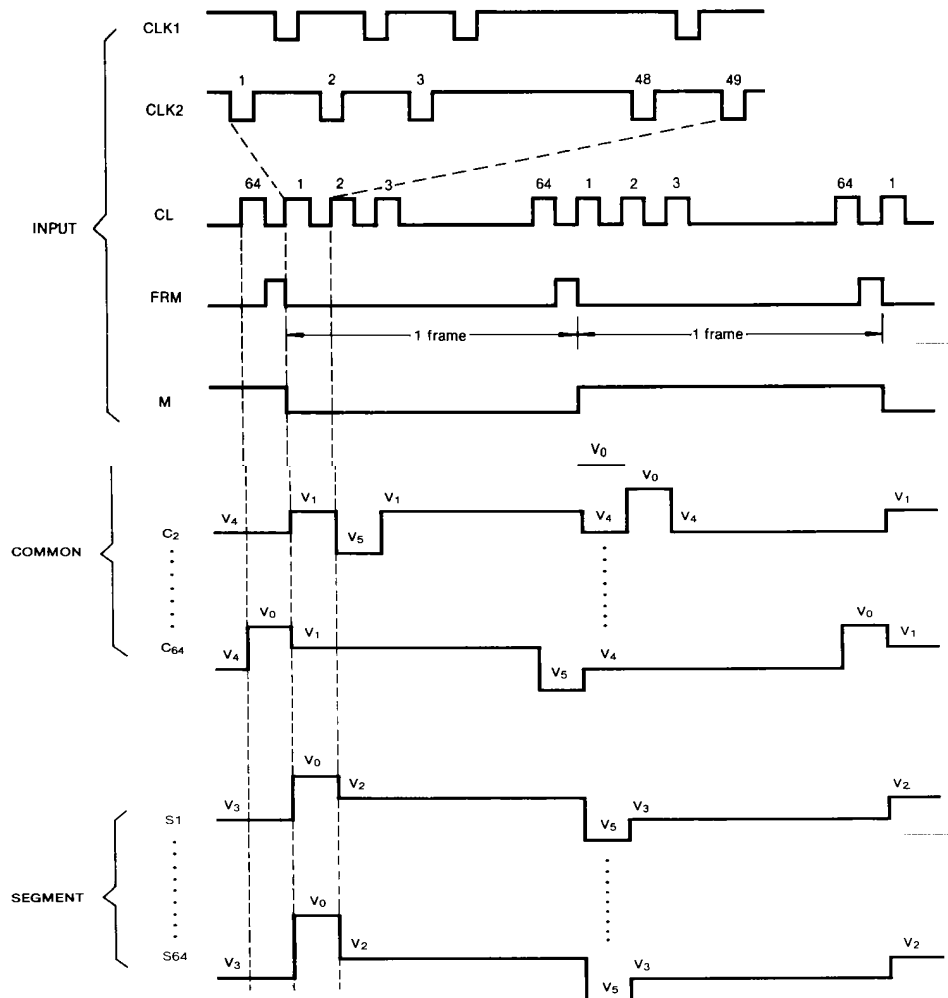 CLK1
1 2 3 48 49
CLK2
64 1 2 3 64 1 2 3 64 1
CL
INPUT
FRM
1 frame 1 frame
M
V0
V0
V1 V1 V1
V4 V4 V4
C2
V5
COMMON
V0 V0
V1 V1
C64
V4 V5 V4
V0
V2 V2
V3 V3
S1
V5
SEGMENT
V0
V2 V2
S64
V3 V3
V5